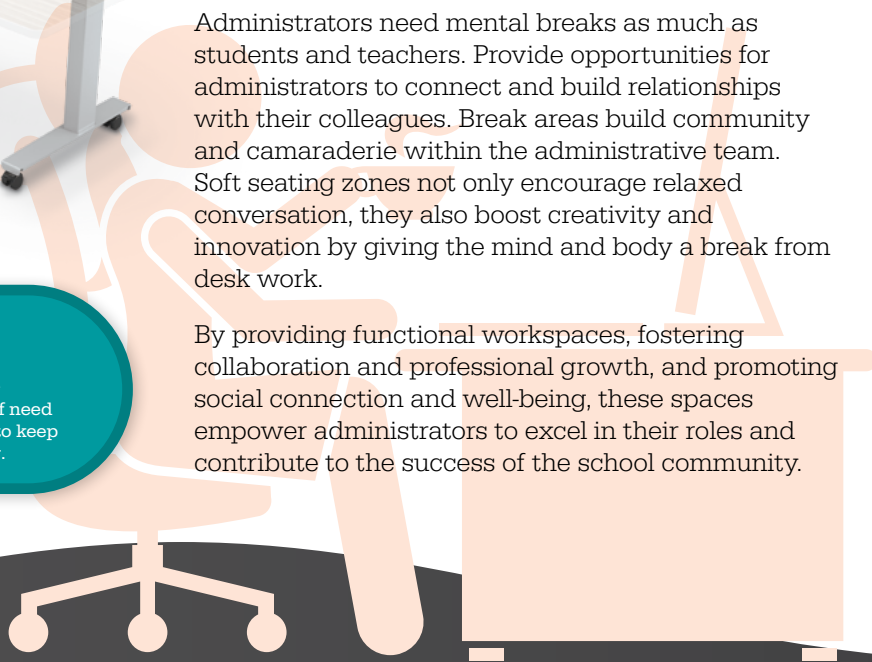 Administrators need mental breaks as much as
students and teachers. Provide opportunities for
administrators to connect and build relationships
with their colleagues. Break areas build community
and camaraderie within the administrative team.
Soft seating zones not only encourage relaxed
conversation, they also boost creativity and
innovation by giving the mind and body a break from
desk work.
By providing functional workspaces, fostering
collaboration and professional growth, and promoting
social connection and well-being, these spaces
empower administrators to excel in their roles and
contribute to the success of the school community.
need
to keep